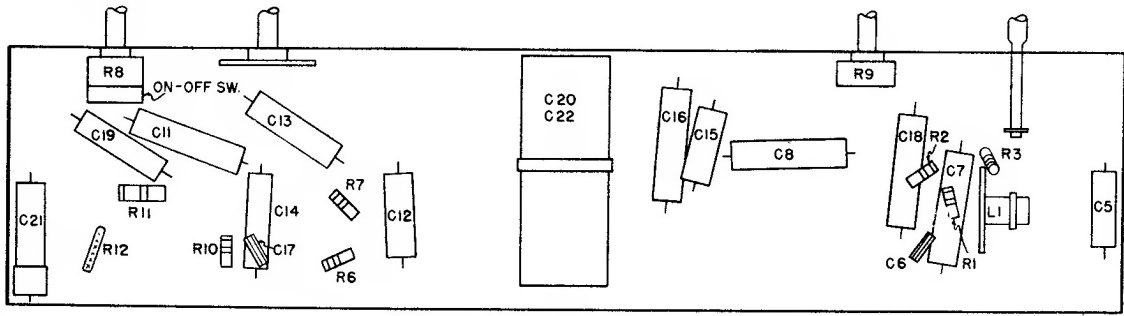 R8
ON-OFF SW.
R9
C19
C11
C13
C20
C22
C16
C15
C8
C18
R2
C7
R3
R11
R7
C21
C14
C12
L1
C5
R12
R10
C17
R6
C6
R1